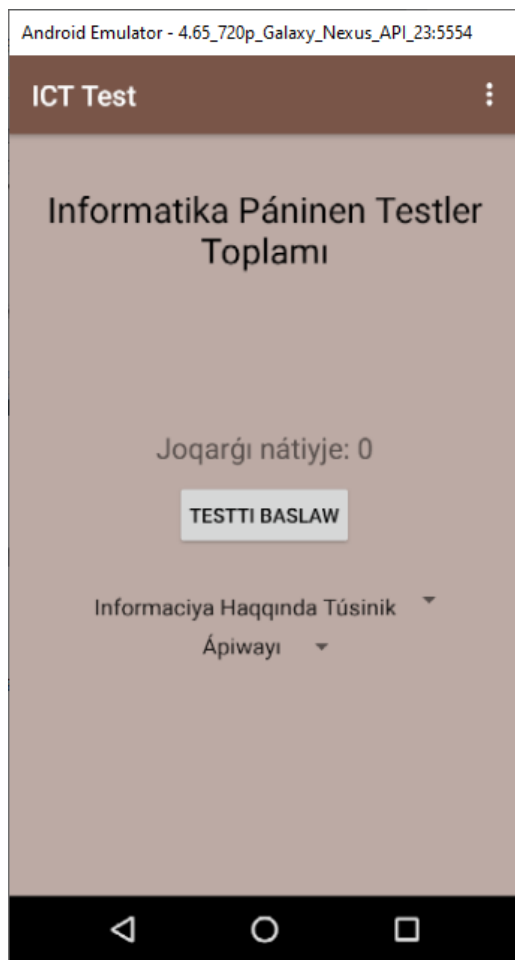 Android Emulator - 4.65_720p_Galaxy_Nexus_API_23:5554
ICT Test
Informatika Páninen Testler
Toplamı
Joqarǵı nátiyje: 0
TESTTI BASLAW
Informaciya Haqqında Túsinik
Ápiwayı